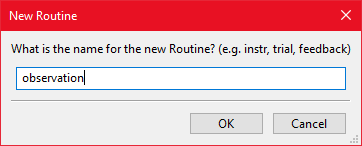 New Routine
What is the name for the new Routine? (e.g. instr, trial, feedback)
observation
OK
Cancel